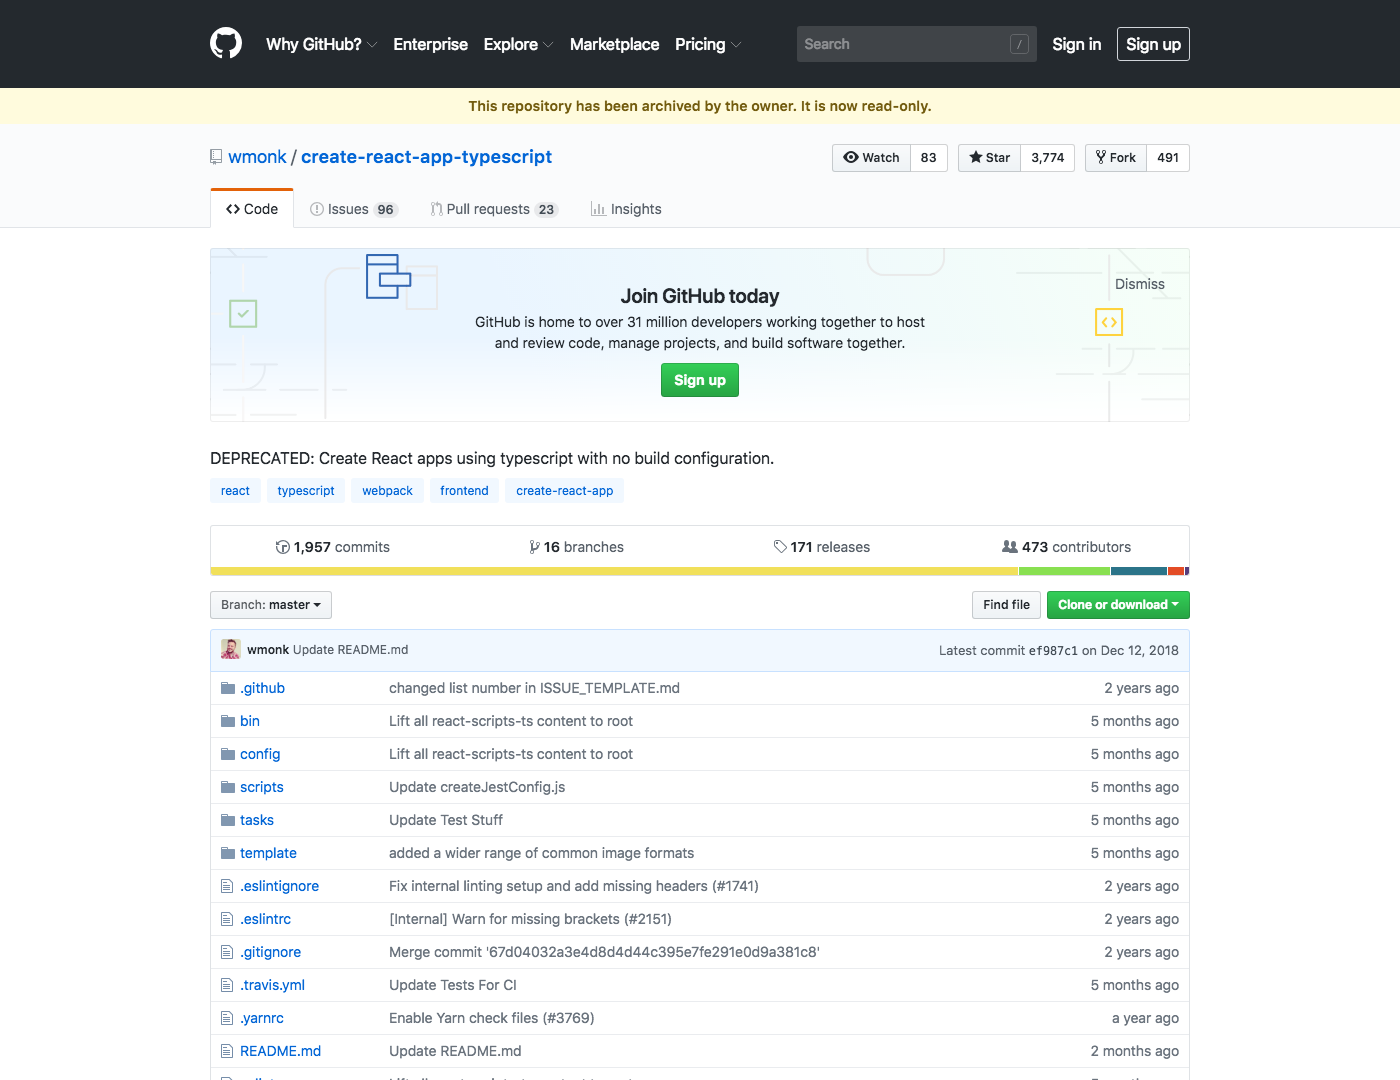 Why GitHub? Enterprise Explore Marketplace Pricing Search / Sign in Sign up
This repository has been archived by the owner. It is now read-only.
wmonk / create-react-app-typescript Watch 83 Star 3,774 Fork 491
Code Issues 96 Pull requests 23 Insights
Dismiss
Join GitHub today
GitHub is home to over 31 million developers working together to host
and review code, manage projects, and build software together.
Sign up
DEPRECATED: Create React apps using typescript with no build configuration.
react typescript webpack frontend create-react-app
1,957 commits 16 branches 171 releases 473 contributors
Branch: master Find file Clone or download
wmonk Update README.md Latest commit ef987c1 on Dec 12, 2018
.github changed list number in ISSUE_TEMPLATE.md 2 years ago
bin Lift all react-scripts-ts content to root 5 months ago
config Lift all react-scripts-ts content to root 5 months ago
scripts Update createJestConfig.js 5 months ago
tasks Update Test Stuff 5 months ago
template added a wider range of common image formats 5 months ago
.eslintignore Fix internal linting setup and add missing headers (#1741) 2 years ago
.eslintrc [Internal] Warn for missing brackets (#2151) 2 years ago
.gitignore Merge commit '67d04032a3e4d8d4d44c395e7fe291e0d9a381c8' 2 years ago
.travis.yml Update Tests For CI 5 months ago
.yarnrc Enable Yarn check files (#3769) a year ago
README.md Update README.md 2 months ago